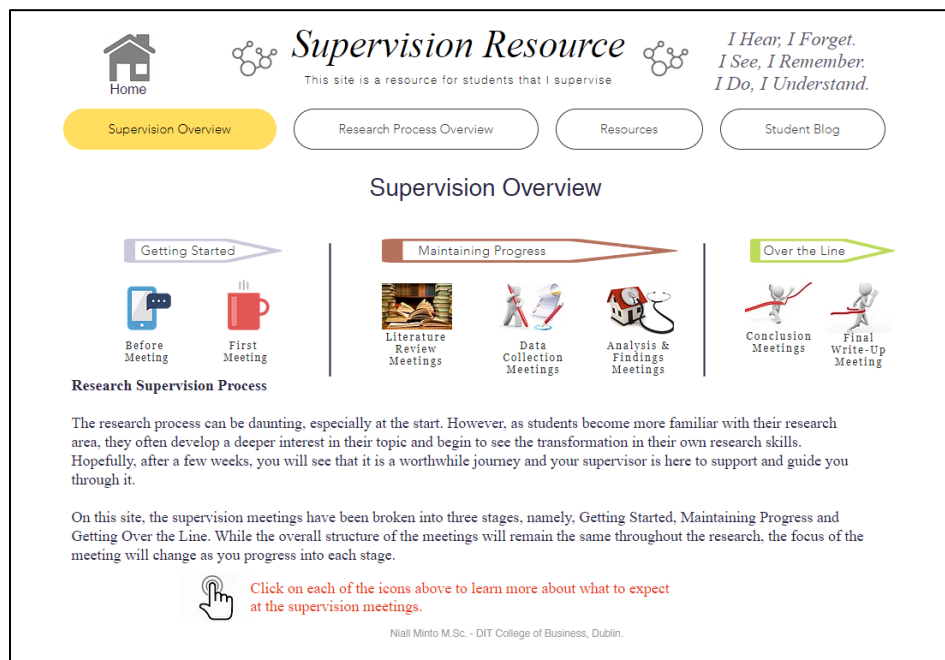 Home
Supervision Resource
This site is a resource for students that I supervise
I Hear, I Forget.
I See, I Remember.
I Do, I Understand.
Supervision Overview
Research Process Overview
Resources
Student Blog
Supervision Overview
Getting Started
Maintaining Progress
Over the Line
Before
Meeting
First
Meeting
Literature
Review
Meetings
Data
Collection
Meetings
Analysis &
Findings
Meetings
Conclusion
Meetings
Final
Write-Up
Meeting
Research Supervision Process
The research process can be daunting, especially at the start. However, as students become more familiar with their research
area, they often develop a deeper interest in their topic and begin to see the transformation in their own research skills.
Hopefully, after a few weeks, you will see that it is a worthwhile journey and your supervisor is here to support and guide you
through it.
On this site, the supervision meetings have been broken into three stages, namely, Getting Started, Maintaining Progress and
Getting Over the Line. While the overall structure of the meetings will remain the same throughout the research, the focus of the
meeting will change as you progress into each stage.
Click on each of the icons above to learn more about what to expect
at the supervision meetings.
Niall Minto M.Sc. - DIT College of Business, Dublin.